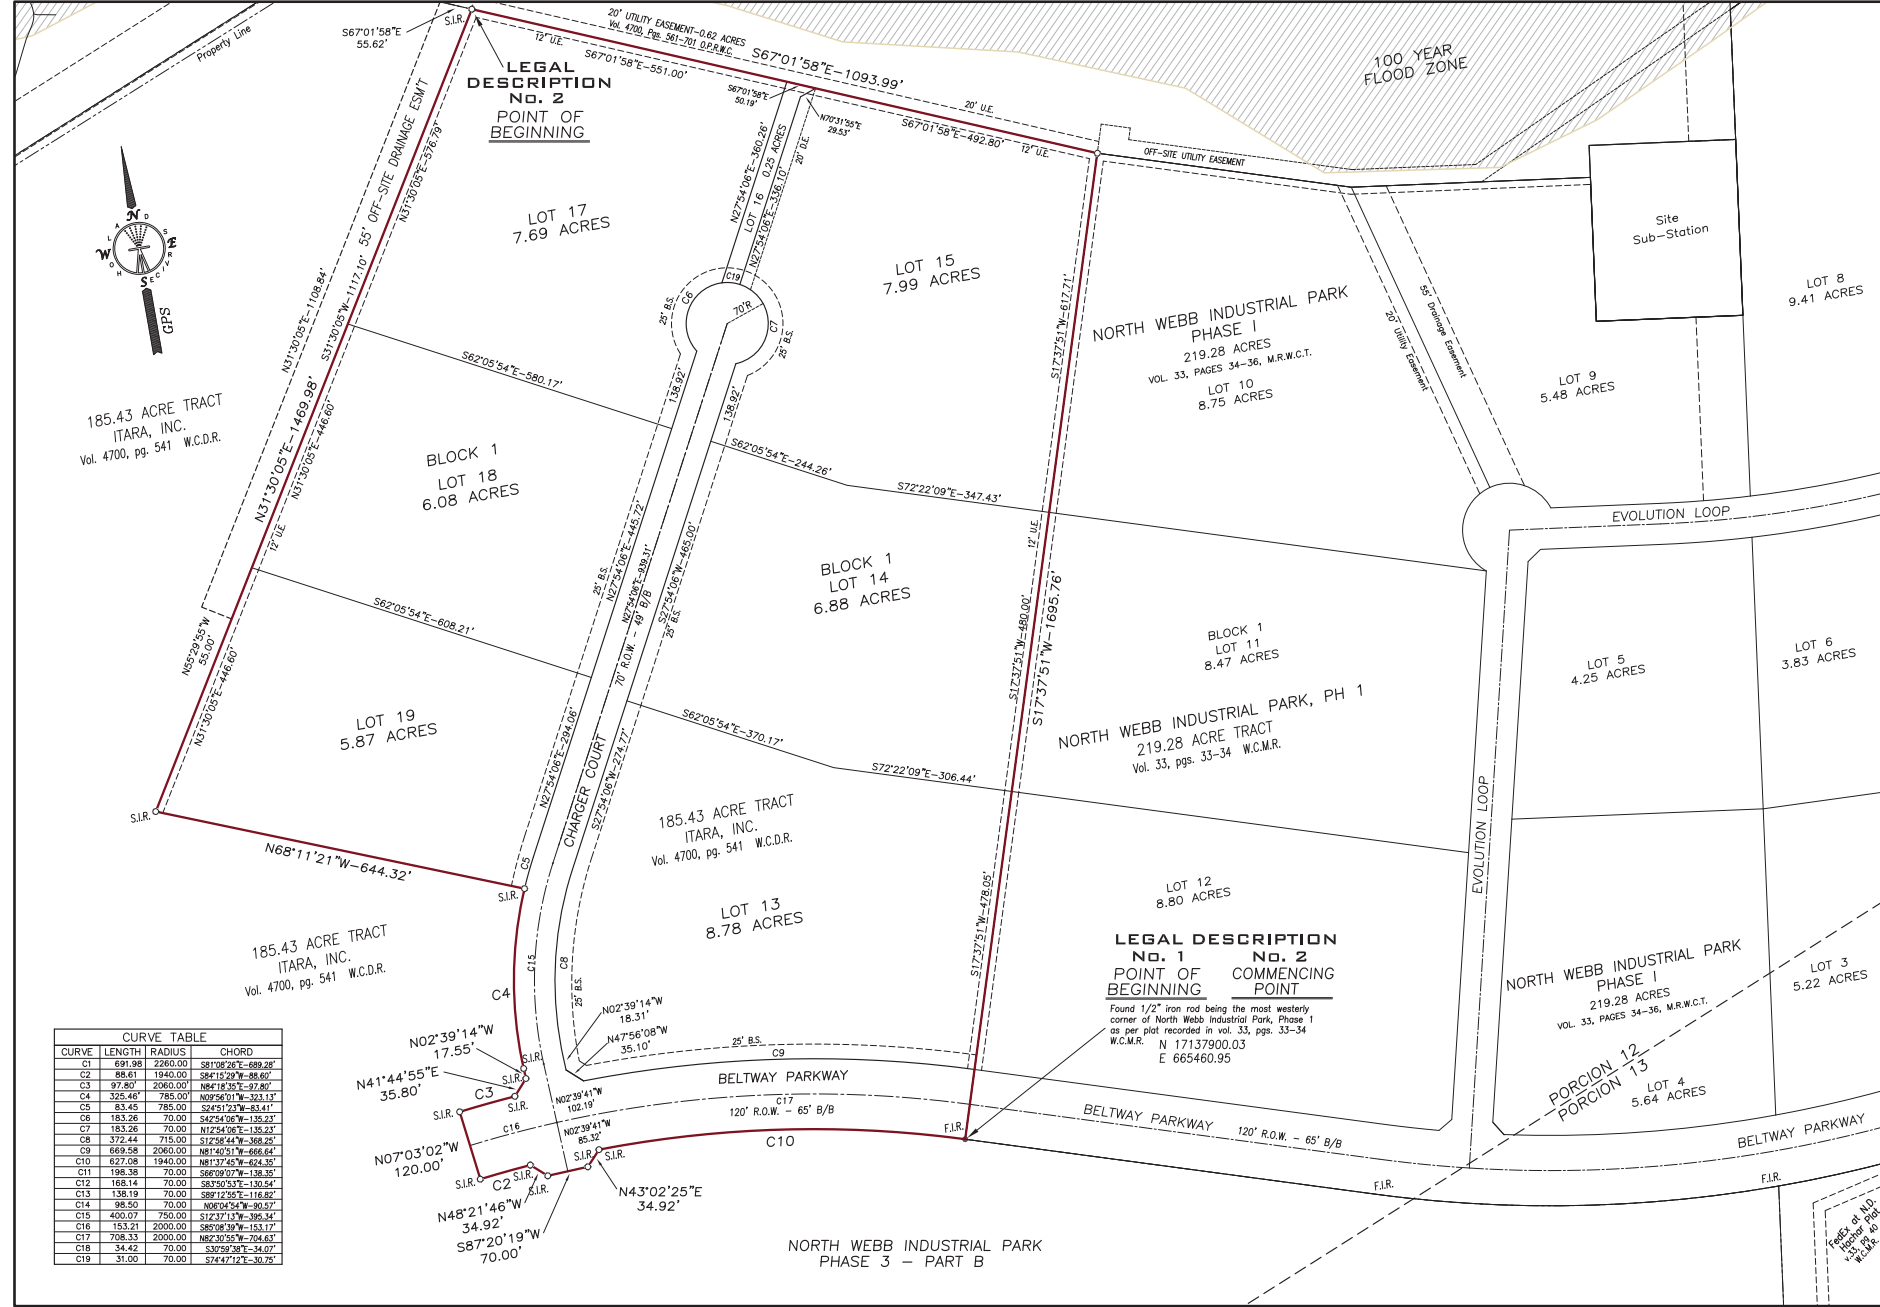 S67°01'58"E
55.62'
S.I.R.
Property Line
LEGAL
DESCRIPTION
No. 2
POINT OF
BEGINNING
20' UTILITY EASEMENT-0.62 ACRES
Vol. 4700, Pgs. 561-701 O.P.R.W.C.
12' U.E.
S67°01'58"E-551.00'
S67°01'58"E-1093.99'
S67°01'58"E
50.19'
N70°31'55"E
29.53'
20' U.E.
S67°01'58"E-492.80'
12' U.E.
100 YEAR
FLOOD ZONE
OFF-SITE UTILITY EASEMENT
N
W
E
S
GPS
55' OFF-SITE DRAINAGE ESM'T
N31°30'05"E-576.79'
N31°30'05"E-1108.84'
S31°30'05"W-1117.10'
N31°30'05"E-1469.98'
N31°30'05"E-446.60'
12' U.E.
N55°29'55"W
55.00'
N31°30'05"E-446.60'
LOT 17
7.69 ACRES
N27°54'06"E-360.26'
LOT 16 0.25 ACRES
N27°54'06"E-336.10'
20' D.E.
C19
C6
C7
70'R
25' B.S.
25' B.S.
138.92'
138.92'
LOT 15
7.99 ACRES
S17°37'51"W-617.71'
NORTH WEBB INDUSTRIAL PARK
PHASE I
219.28 ACRES
VOL. 33, PAGES 34-36, M.R.W.C.T.
LOT 10
8.75 ACRES
Site
Sub-Station
55' Drainage Easement
20' Utility Easement
LOT 8
9.41 ACRES
LOT 9
5.48 ACRES
EVOLUTION LOOP
185.43 ACRE TRACT
ITARA, INC.
Vol. 4700, pg. 541 W.C.D.R.
S62°05'54"E-580.17'
BLOCK 1
LOT 18
6.08 ACRES
S62°05'54"E-244.26'
S72°22'09"E-347.43'
12' U.E.
25' B.S.
N27°54'06"E-445.72'
N27°54'06"E-939.31'
70' R.O.W. - 49' B/B
S27°54'06"W-465.00'
25' B.S.
BLOCK 1
LOT 14
6.88 ACRES
S17°37'51"W-480.00'
S17°37'51"W-1695.76'
BLOCK 1
LOT 11
8.47 ACRES
LOT 5
4.25 ACRES
LOT 6
3.83 ACRES
S62°05'54"E-608.21'
LOT 19
5.87 ACRES
N27°54'06"E-294.06'
CHARGER COURT
S27°54'06"W-274.77'
S62°05'54"E-370.17'
S72°22'09"E-306.44'
NORTH WEBB INDUSTRIAL PARK, PH 1
219.28 ACRE TRACT
Vol. 33, pgs. 33-34 W.C.M.R.
EVOLUTION LOOP
S.I.R.
N68°11'21"W-644.32'
S.I.R.
C5
185.43 ACRE TRACT
ITARA, INC.
Vol. 4700, pg. 541 W.C.D.R.
LOT 13
8.78 ACRES
S17°37'51"W-478.05'
LOT 12
8.80 ACRES
LEGAL DESCRIPTION
No. 1 No. 2
POINT OF COMMENCING
BEGINNING POINT
Found 1/2" iron rod being the most westerly
corner of North Webb Industrial Park, Phase 1
as per plat recorded in vol. 33, pgs. 33-34
W.C.M.R. N 17137900.03
E 665460.95
NORTH WEBB INDUSTRIAL PARK
PHASE I
219.28 ACRES
VOL. 33, PAGES 34-36, M.R.W.C.T.
LOT 3
5.22 ACRES
PORCION 12
PORCION 13
LOT 4
5.64 ACRES
185.43 ACRE TRACT
ITARA, INC.
Vol. 4700, pg. 541 W.C.D.R.
C4
C15
C8
25' B.S.
N02°39'14"W
18.31'
N47°56'08"W
35.10'
25' B.S.
C9
N02°39'14"W
17.55'
S.I.R.
S.I.R.
N41°44'55"E
35.80'
C3
S.I.R.
S.I.R.
BELTWAY PARKWAY
C17
120' R.O.W. - 65' B/B
N02°39'41"W
102.19'
C16
N02°39'41"W
85.32'
C10
F.I.R.
BELTWAY PARKWAY
120' R.O.W. - 65' B/B
BELTWAY PARKWAY
F.I.R.
F.I.R.
N07°03'02"W
120.00'
S.I.R.
C2
S.I.R.
S.I.R.
S.I.R.
S.I.R.
N48°21'46"W
34.92'
S87°20'19"W
70.00'
N43°02'25"E
34.92'
NORTH WEBB INDUSTRIAL PARK
PHASE 3 - PART B
FedEx at N.D.
Hachar Plat
v.33, pg. 40
W.C.M.R.
CURVE TABLE
CURVE LENGTH RADIUS CHORD
C1 691.98 2260.00 S81°08'26"E-689.28'
C2 88.61 1940.00 S84°15'29"W-88.60'
C3 97.80' 2060.00' N84°18'35"E-97.80'
C4 325.46' 785.00' N09°56'01"W-323.13'
C5 83.45 785.00 S24°51'23"W-83.41'
C6 183.26 70.00 S42°54'06"W-135.23'
C7 183.26 70.00 N12°54'06"E-135.23'
C8 372.44 715.00 S12°58'44"W-368.25'
C9 669.58 2060.00 N81°40'51"W-666.64'
C10 627.08 1940.00 N81°37'45"W-624.35'
C11 198.38 70.00 S66°09'07"W-138.35'
C12 168.14 70.00 S83°50'53"E-130.54'
C13 138.19 70.00 S89°12'55"E-116.82'
C14 98.50 70.00 N06°04'54"W-90.57'
C15 400.07 750.00 S12°37'13"W-395.34'
C16 153.21 2000.00 S85°08'39"W-153.17'
C17 708.33 2000.00 N82°30'55"W-704.63'
C18 34.42 70.00 S30°59'38"E-34.07'
C19 31.00 70.00 S74°47'12"E-30.75'